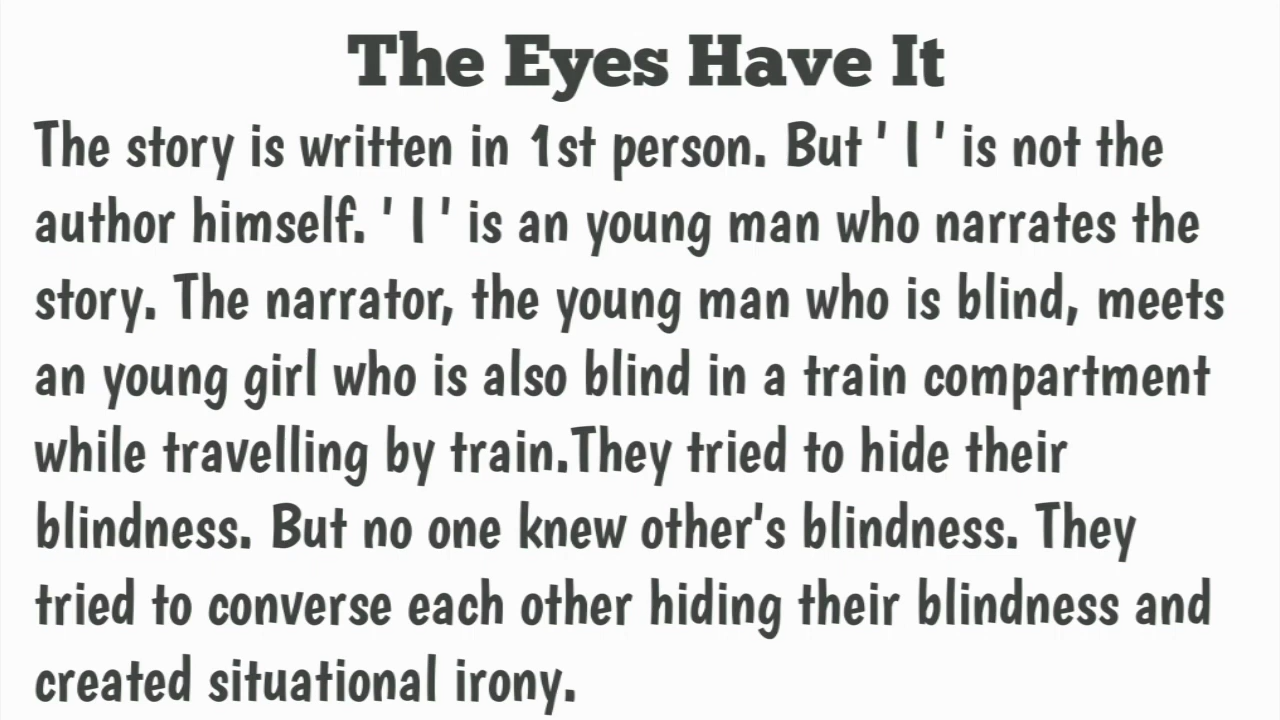 The Eyes Have It
The story is written in 1st person. But ' I ' is not the
author himself. ' I ' is an young man who narrates the
story. The narrator, the young man who is blind, meets
an young girl who is also blind in a train compartment
while travelling by train.They tried to hide their
blindness. But no one knew other's blindness. They
tried to converse each other hiding their blindness and
created situational irony.